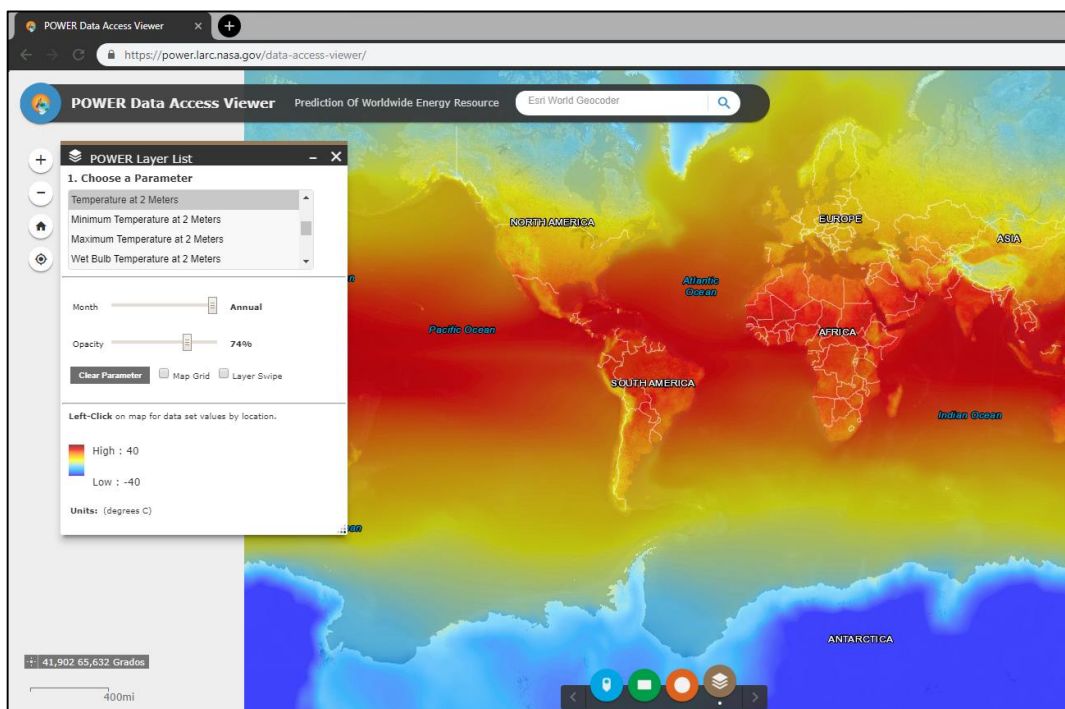 POWER Data Access Viewer
https://power.larc.nasa.gov/data-access-viewer/
POWER Data Access Viewer
Prediction Of Worldwide Energy Resource
Esri World Geocoder
POWER Layer List
1. Choose a Parameter
Temperature at 2 Meters
Minimum Temperature at 2 Meters
Maximum Temperature at 2 Meters
Wet Bulb Temperature at 2 Meters
Month
Annual
Opacity
74%
Clear Parameter
Map Grid
Layer Swipe
Left-Click on map for data set values by location.
High : 40
Low : -40
Units: (degrees C)
NORTH AMERICA
EUROPE
ASIA
Atlantic
Ocean
Pacific Ocean
AFRICA
SOUTH AMERICA
Indian Ocean
ANTARCTICA
41,902 65,632 Grados
400mi